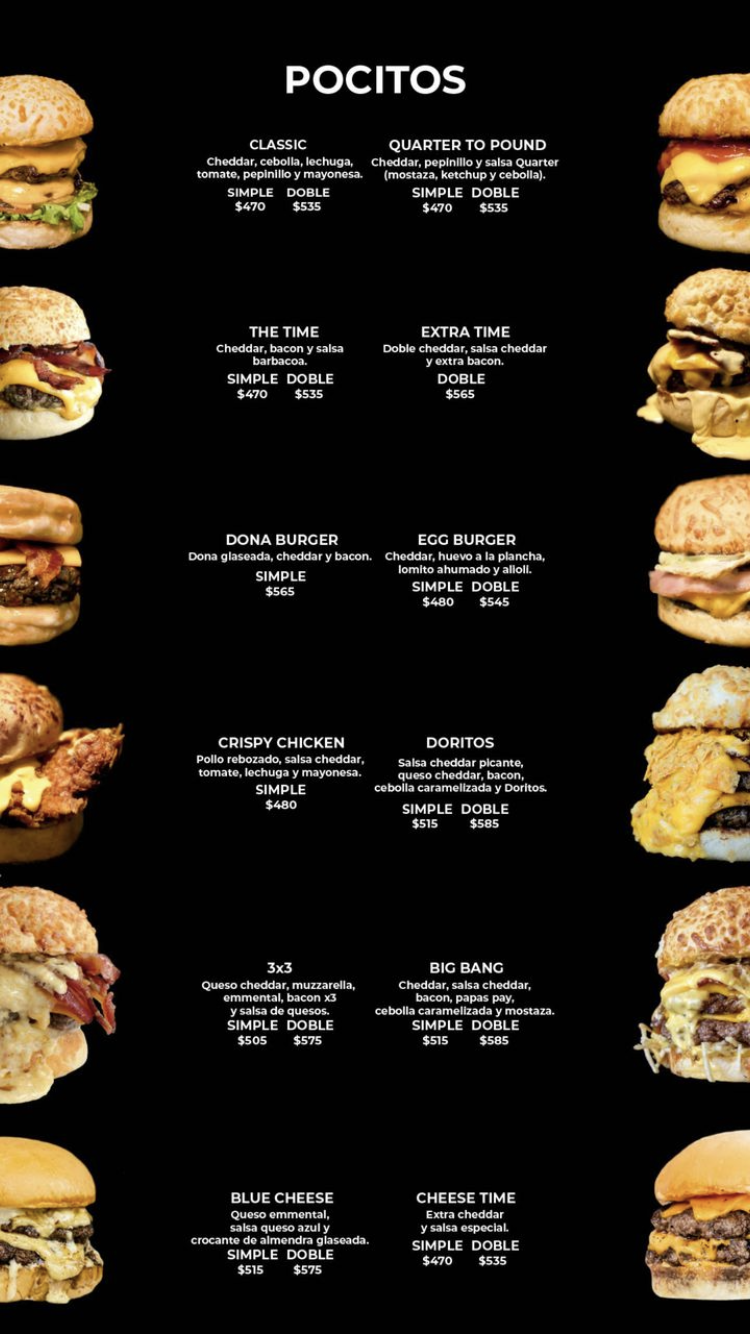 POCITOS
CLASSIC
Cheddar, cebolla, lechuga,
tomate, pepinillo y mayonesa.
SIMPLE DOBLE
$470 $535
QUARTER TO POUND
Cheddar, pepinillo y salsa Quarter
(mostaza, ketchup y cebolla).
SIMPLE DOBLE
$470 $535
THE TIME
Cheddar, bacon y salsa
barbacoa.
SIMPLE DOBLE
$470 $535
EXTRA TIME
Doble cheddar, salsa cheddar
y extra bacon.
DOBLE
$565
DONA BURGER
Dona glaseada, cheddar y bacon.
SIMPLE
$565
EGG BURGER
Cheddar, huevo a la plancha,
lomito ahumado y alioli.
SIMPLE DOBLE
$480 $545
CRISPY CHICKEN
Pollo rebozado, salsa cheddar,
tomate, lechuga y mayonesa.
SIMPLE
$480
DORITOS
Salsa cheddar picante,
queso cheddar, bacon,
cebolla caramelizada y Doritos.
SIMPLE DOBLE
$515 $585
3x3
Queso cheddar, muzzarella,
emmental, bacon x3
y salsa de quesos.
SIMPLE DOBLE
$505 $575
BIG BANG
Cheddar, salsa cheddar,
bacon, papas pay,
cebolla caramelizada y mostaza.
SIMPLE DOBLE
$515 $585
BLUE CHEESE
Queso emmental,
salsa queso azul y
crocante de almendra glaseada.
SIMPLE DOBLE
$515 $575
CHEESE TIME
Extra cheddar
y salsa especial.
SIMPLE DOBLE
$470 $535